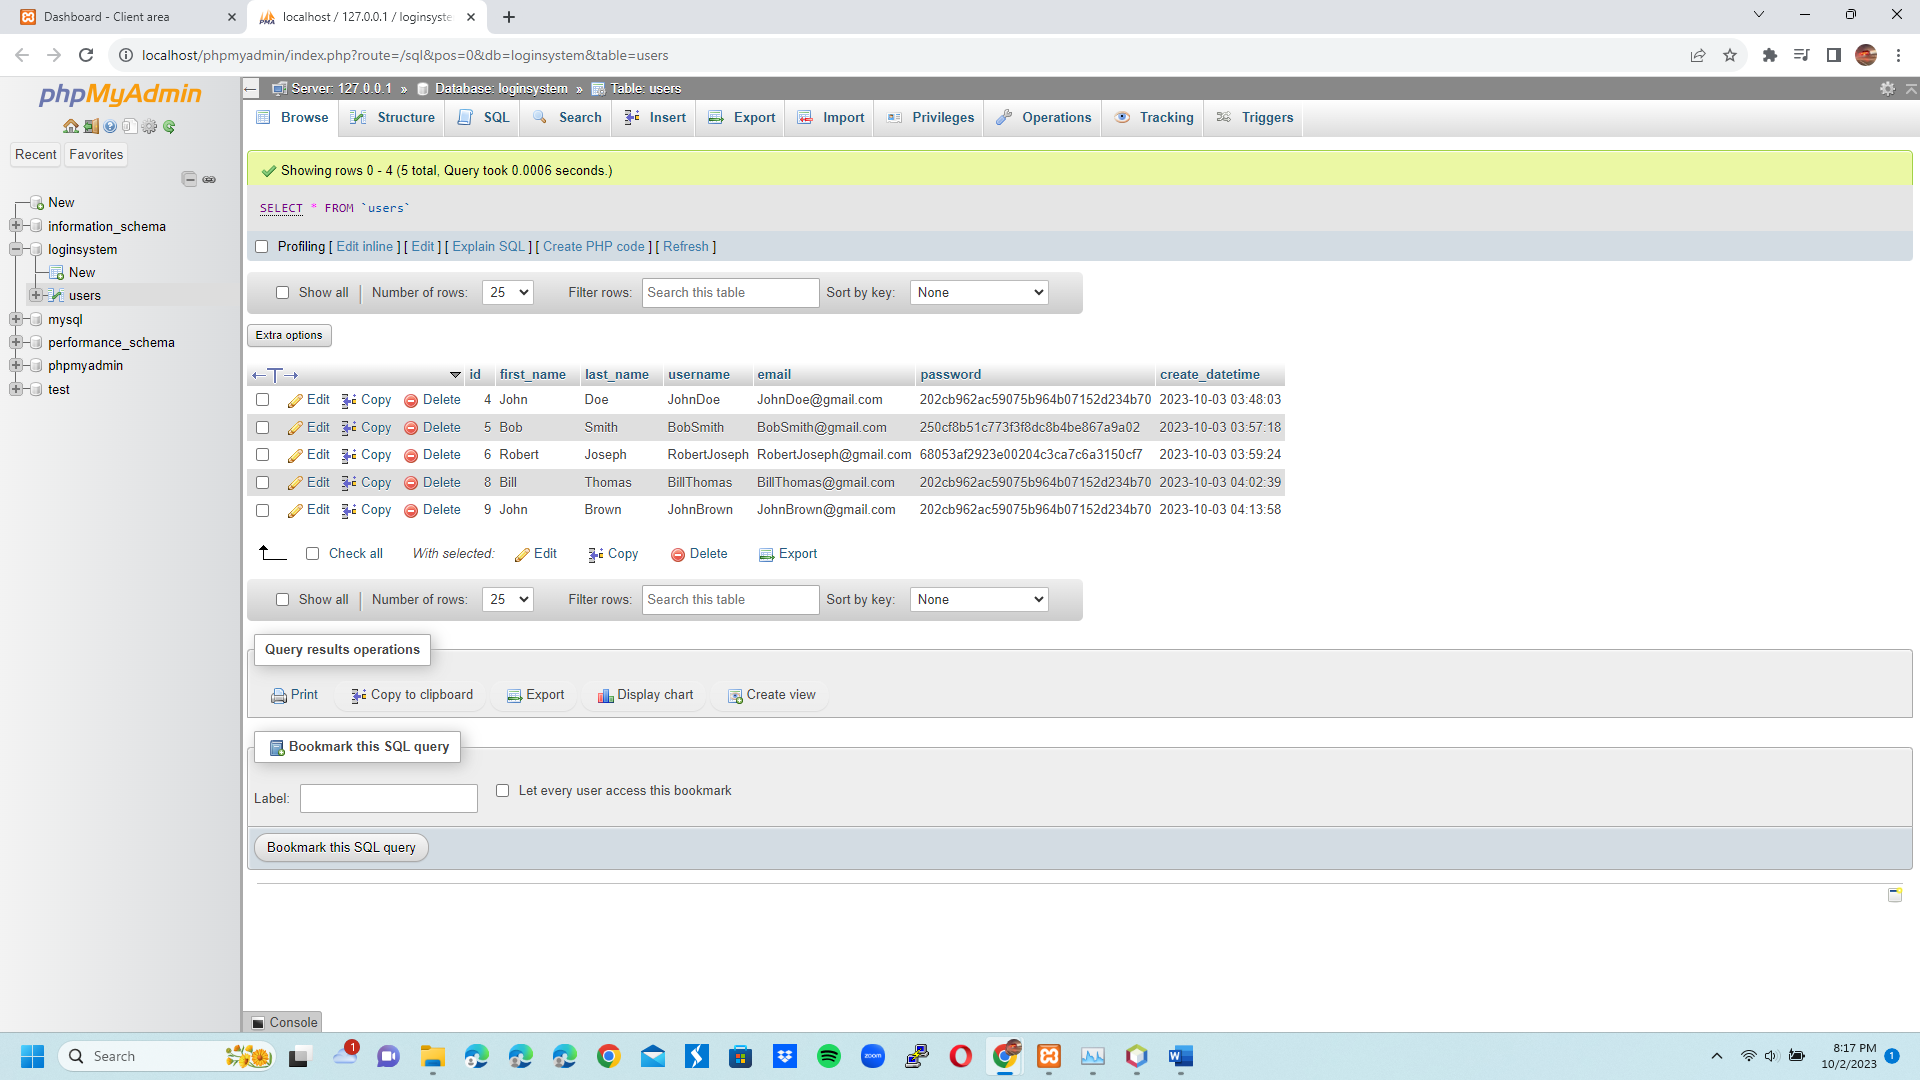 Dashboard - Client area
localhost / 127.0.0.1 / loginsyste
localhost/phpmyadmin/index.php?route=/sql&pos=0&db=loginsystem&table=users
phpMyAdmin
Recent Favorites
New
information_schema
loginsystem
New
users
mysql
performance_schema
phpmyadmin
test
Server: 127.0.0.1 » Database: loginsystem » Table: users
Browse Structure SQL Search Insert Export Import Privileges Operations Tracking Triggers
Showing rows 0 - 4 (5 total, Query took 0.0006 seconds.)
SELECT * FROM `users`
Profiling [ Edit inline ] [ Edit ] [ Explain SQL ] [ Create PHP code ] [ Refresh ]
Show all Number of rows: 25 Filter rows: Search this table Sort by key: None
Extra options
id first_name last_name username email password create_datetime
Edit Copy Delete 4 John Doe JohnDoe JohnDoe@gmail.com 202cb962ac59075b964b07152d234b70 2023-10-03 03:48:03
Edit Copy Delete 5 Bob Smith BobSmith BobSmith@gmail.com 250cf8b51c773f3f8dc8b4be867a9a02 2023-10-03 03:57:18
Edit Copy Delete 6 Robert Joseph RobertJoseph RobertJoseph@gmail.com 68053af2923e00204c3ca7c6a3150cf7 2023-10-03 03:59:24
Edit Copy Delete 8 Bill Thomas BillThomas BillThomas@gmail.com 202cb962ac59075b964b07152d234b70 2023-10-03 04:02:39
Edit Copy Delete 9 John Brown JohnBrown JohnBrown@gmail.com 202cb962ac59075b964b07152d234b70 2023-10-03 04:13:58
Check all With selected: Edit Copy Delete Export
Show all Number of rows: 25 Filter rows: Search this table Sort by key: None
Query results operations
Print Copy to clipboard Export Display chart Create view
Bookmark this SQL query
Label: Let every user access this bookmark
Bookmark this SQL query
Console
Search
1
zoom
8:17 PM
10/2/2023
1